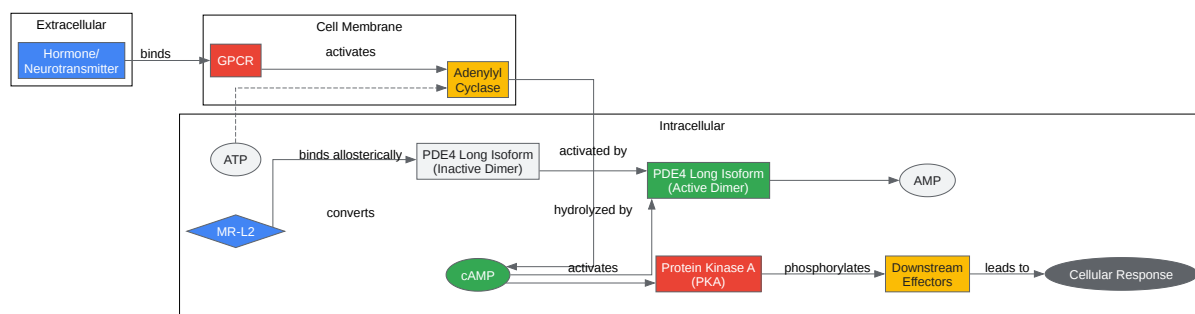 Extracellular
Cell Membrane
Hormone/
Neurotransmitter
binds
GPCR
activates
Adenylyl
Cyclase
Intracellular
ATP
binds allosterically
PDE4 Long Isoform
(Inactive Dimer)
activated by
PDE4 Long Isoform
(Active Dimer)
AMP
converts
hydrolyzed by
MR-L2
cAMP
activates
Protein Kinase A
(PKA)
phosphorylates
Downstream
Effectors
leads to
Cellular Response